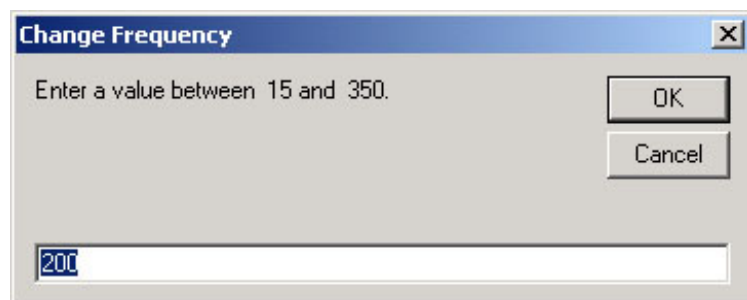 Change Frequency
Enter a value between 15 and 350.
OK
Cancel
200